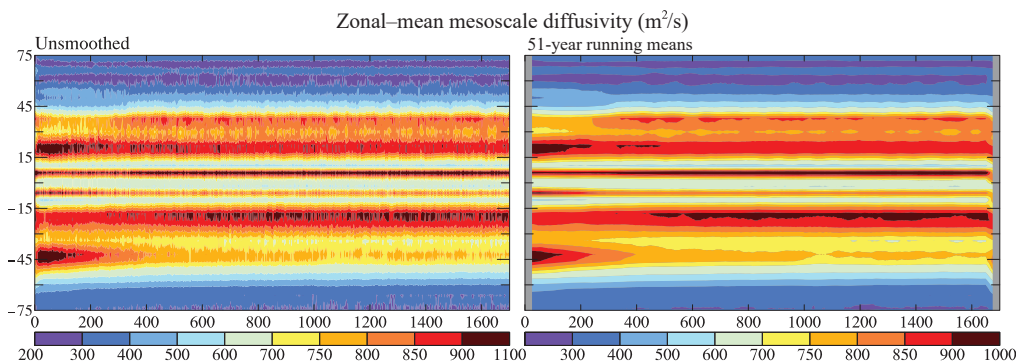 Zonal–mean mesoscale diffusivity (m²/s)
Unsmoothed
51-year running means
75
45
15
−15
−45
−75
0 200 400 600 800 1000 1200 1400 1600
0 200 400 600 800 1000 1200 1400 1600
200 300 400 500 600 700 750 800 850 900 1100
200 300 400 500 600 700 750 800 850 900 1000